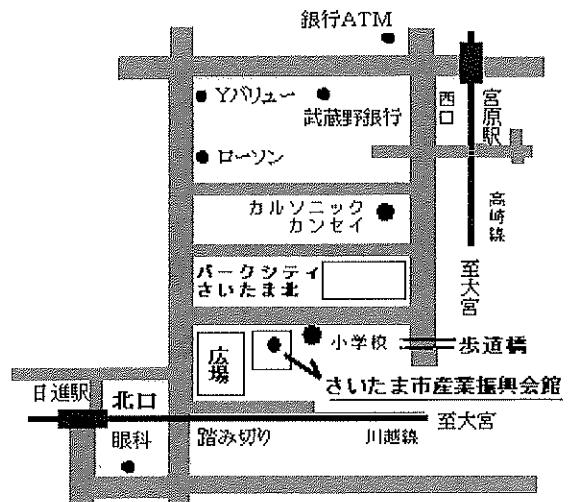 銀行ATM
Yバリュー
武蔵野銀行
西口
宮原駅
ローソン
カルソニック
カンセイ
高崎線
至大宮
パークシティ
さいたま北
小学校
歩道橋
広場
さいたま市産業振興会館
日進駅
北口
眼科
踏み切り
川越線
至大宮